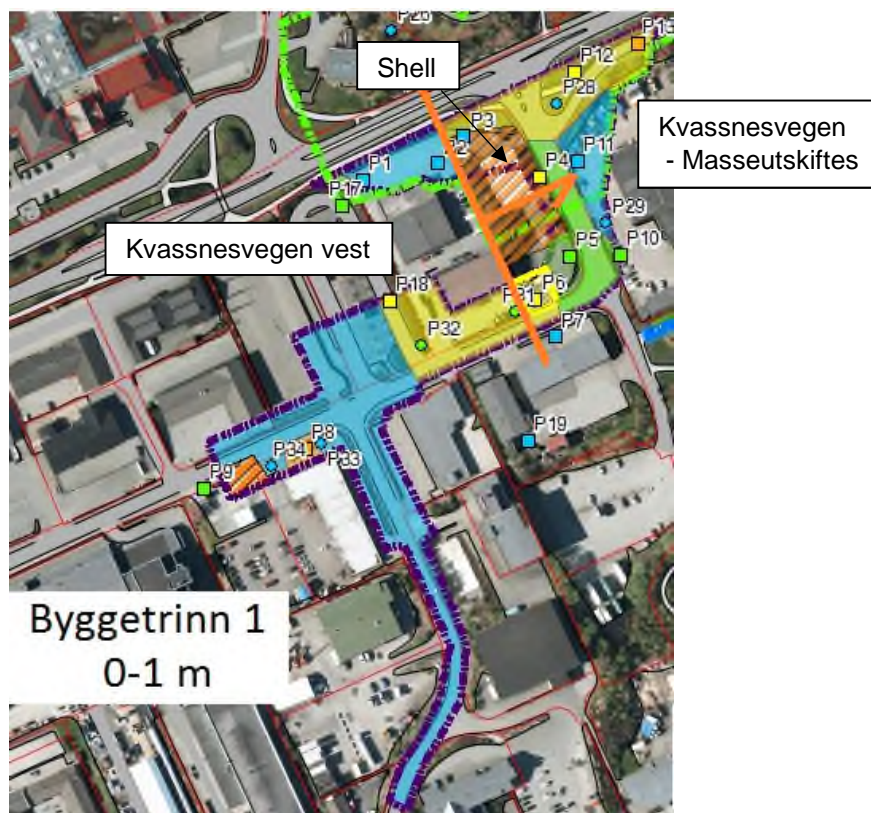 P26
P13
Shell
P12
P28
P3
Kvassnesvegen
- Masseutskiftes
P2
P11
P1
P4
P17
P29
Kvassnesvegen vest
P5
P10
P18
P6
P31
P7
P32
P8
P19
P34
P33
P9
Byggetrinn 1
0-1 m